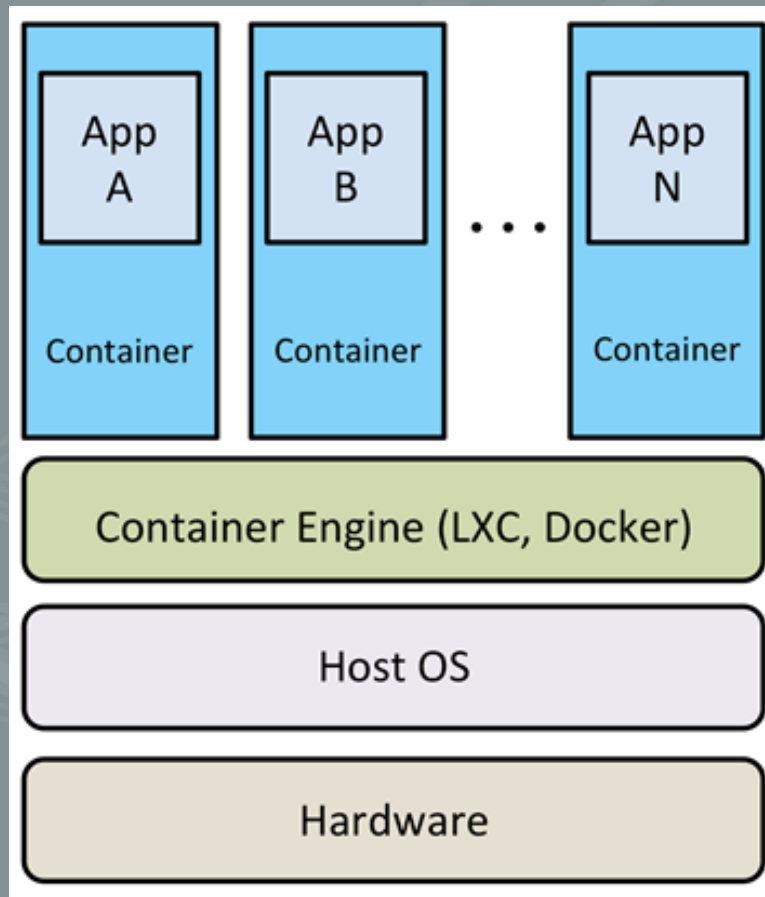 App
A
App
B
App
N
. . .
Container
Container
Container
Container Engine (LXC, Docker)
Host OS
Hardware